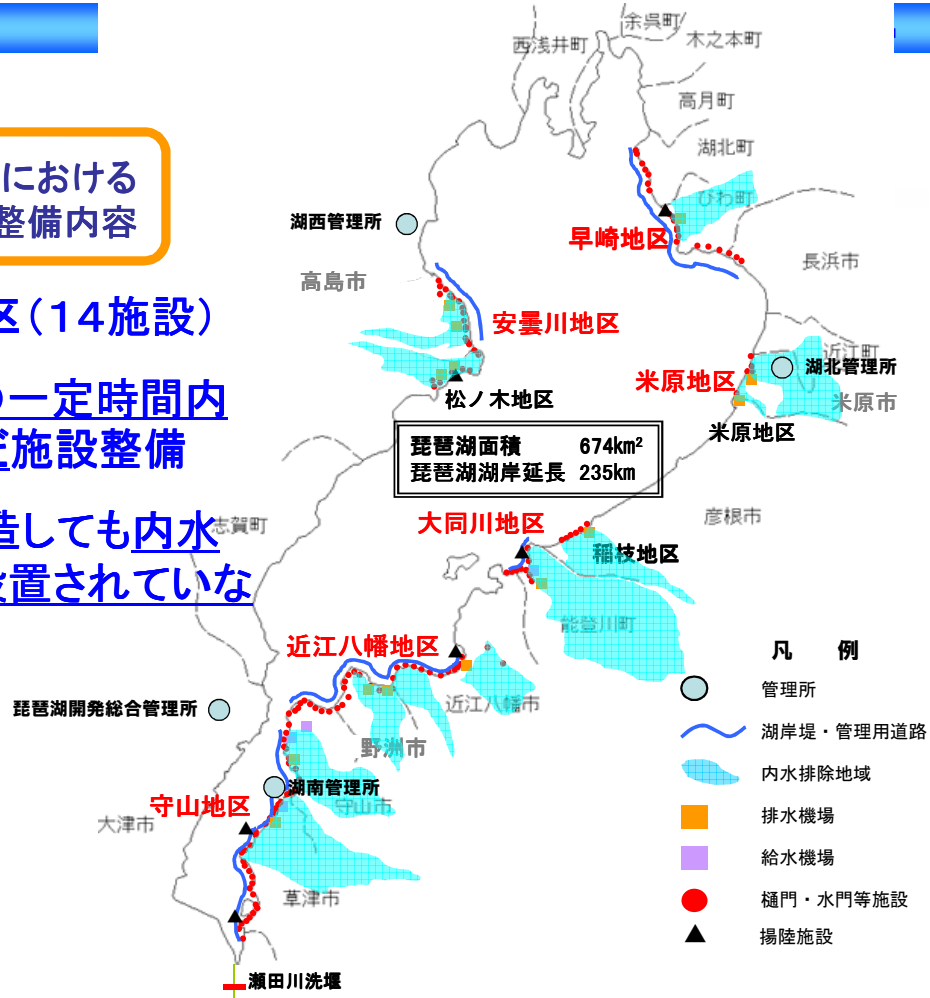 における
整備内容
区(14施設)
の一定時間内
だ施設整備
造しても内水
設置されていな
余呉町
西浅井町
木之本町
高月町
湖北町
びわ町
湖西管理所
早崎地区
長浜市
高島市
安曇川地区
近江町
湖北管理所
米原地区
米原市
松ノ木地区
米原地区
琵琶湖面積 674km²
琵琶湖湖岸延長 235km
大同川地区
彦根市
志賀町
稲枝地区
能登川町
近江八幡地区
近江八幡市
琵琶湖開発総合管理所
野洲市
湖南管理所
守山地区
守山市
大津市
草津市
瀬田川洗堰
凡 例
管理所
湖岸堤・管理用道路
内水排除地域
排水機場
給水機場
樋門・水門等施設
揚陸施設